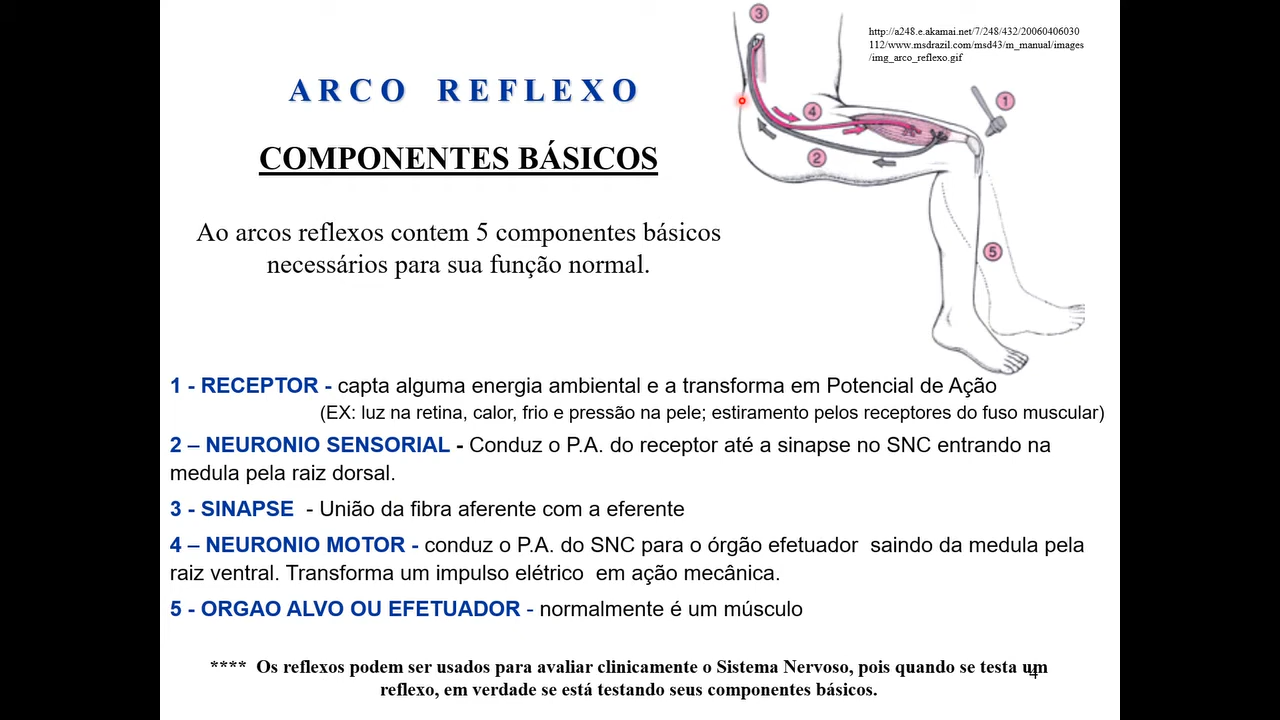 ③
http://a248.e.akamai.net/7/248/432/20060406030
112/www.msdrazil.com/msd43/m_manual/images
/img_arco_reflexo.gif
ARCO REFLEXO
①
④
②
COMPONENTES BÁSICOS
Ao arcos reflexos contem 5 componentes básicos
necessários para sua função normal.
⑤
1 - RECEPTOR - capta alguma energia ambiental e a transforma em Potencial de Ação
(EX: luz na retina, calor, frio e pressão na pele; estiramento pelos receptores do fuso muscular)
2 – NEURONIO SENSORIAL - Conduz o P.A. do receptor até a sinapse no SNC entrando na
medula pela raiz dorsal.
3 - SINAPSE - União da fibra aferente com a eferente
4 – NEURONIO MOTOR - conduz o P.A. do SNC para o órgão efetuador saindo da medula pela
raiz ventral. Transforma um impulso elétrico em ação mecânica.
5 - ORGAO ALVO OU EFETUADOR - normalmente é um músculo
**** Os reflexos podem ser usados para avaliar clinicamente o Sistema Nervoso, pois quando se testa um
reflexo, em verdade se está testando seus componentes básicos.
4